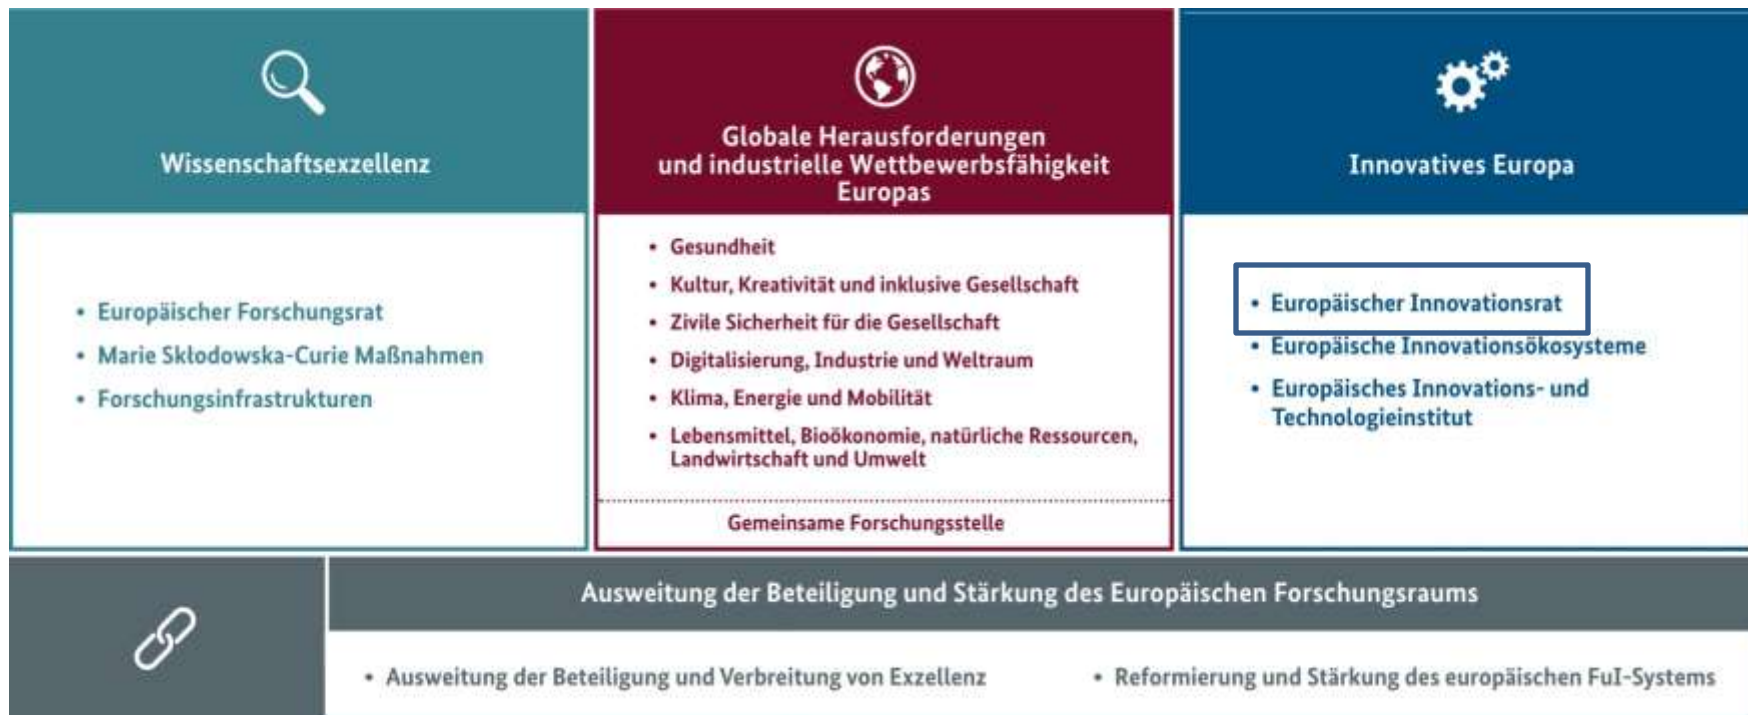 Wissenschaftsexzellenz
• Europäischer Forschungsrat
• Marie Skłodowska-Curie Maßnahmen
• Forschungsinfrastrukturen
Globale Herausforderungen
und industrielle Wettbewerbsfähigkeit
Europas
• Gesundheit
• Kultur, Kreativität und inklusive Gesellschaft
• Zivile Sicherheit für die Gesellschaft
• Digitalisierung, Industrie und Weltraum
• Klima, Energie und Mobilität
• Lebensmittel, Bioökonomie, natürliche Ressourcen,
Landwirtschaft und Umwelt
Gemeinsame Forschungsstelle
Innovatives Europa
• Europäischer Innovationsrat
• Europäische Innovationsökosysteme
• Europäisches Innovations- und
Technologieinstitut
Ausweitung der Beteiligung und Stärkung des Europäischen Forschungsraums
• Ausweitung der Beteiligung und Verbreitung von Exzellenz
• Reformierung und Stärkung des europäischen FuI-Systems